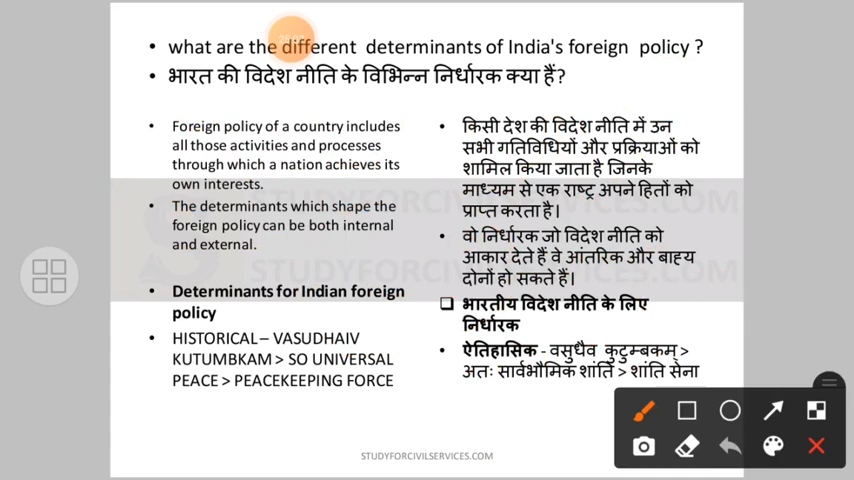 what are the different determinants of India's foreign policy ?
भारत की विदेश नीति के विभिन्न निर्धारक क्या हैं?
Foreign policy of a country includes
all those activities and processes
through which a nation achieves its
own interests.
The determinants which shape the
foreign policy can be both internal
and external.
Determinants for Indian foreign
policy
HISTORICAL – VASUDHAIV
KUTUMBKAM > SO UNIVERSAL
PEACE > PEACEKEEPING FORCE
किसी देश की विदेश नीति में उन
सभी गतिविधियों और प्रक्रियाओं को
शामिल किया जाता है जिनके
माध्यम से एक राष्ट्र अपने हितों को
प्राप्त करता है।
वो निर्धारक जो विदेश नीति को
आकार देते हैं वे आंतरिक और बाह्य
दोनों हो सकते हैं।
भारतीय विदेश नीति के लिए
निर्धारक
ऐतिहासिक - वसुधैव कुटुम्बकम् >
अतः सार्वभौमिक शांति > शांति सेना
STUDYFORCIVILSERVICES.COM
STUDYFORCIVILSERVICES.COM
STUDYFORCIVILSERVICES.COM